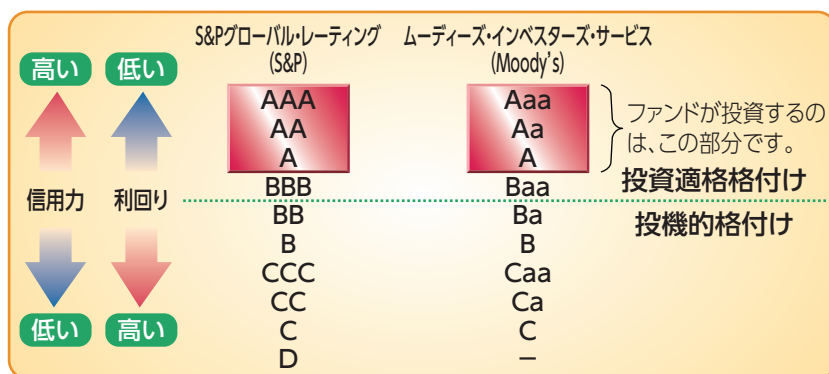 S&Pグローバル・レーティング
(S&P)
ムーディーズ・インベスターズ・サービス
(Moody's)
高い
低い
信用力
利回り
低い
高い
AAA
Aaa
AA
Aa
A
A
BBB
Baa
BB
Ba
B
B
CCC
Caa
CC
Ca
C
C
D
−
ファンドが投資するの
は、この部分です。
投資適格格付け
投機的格付け